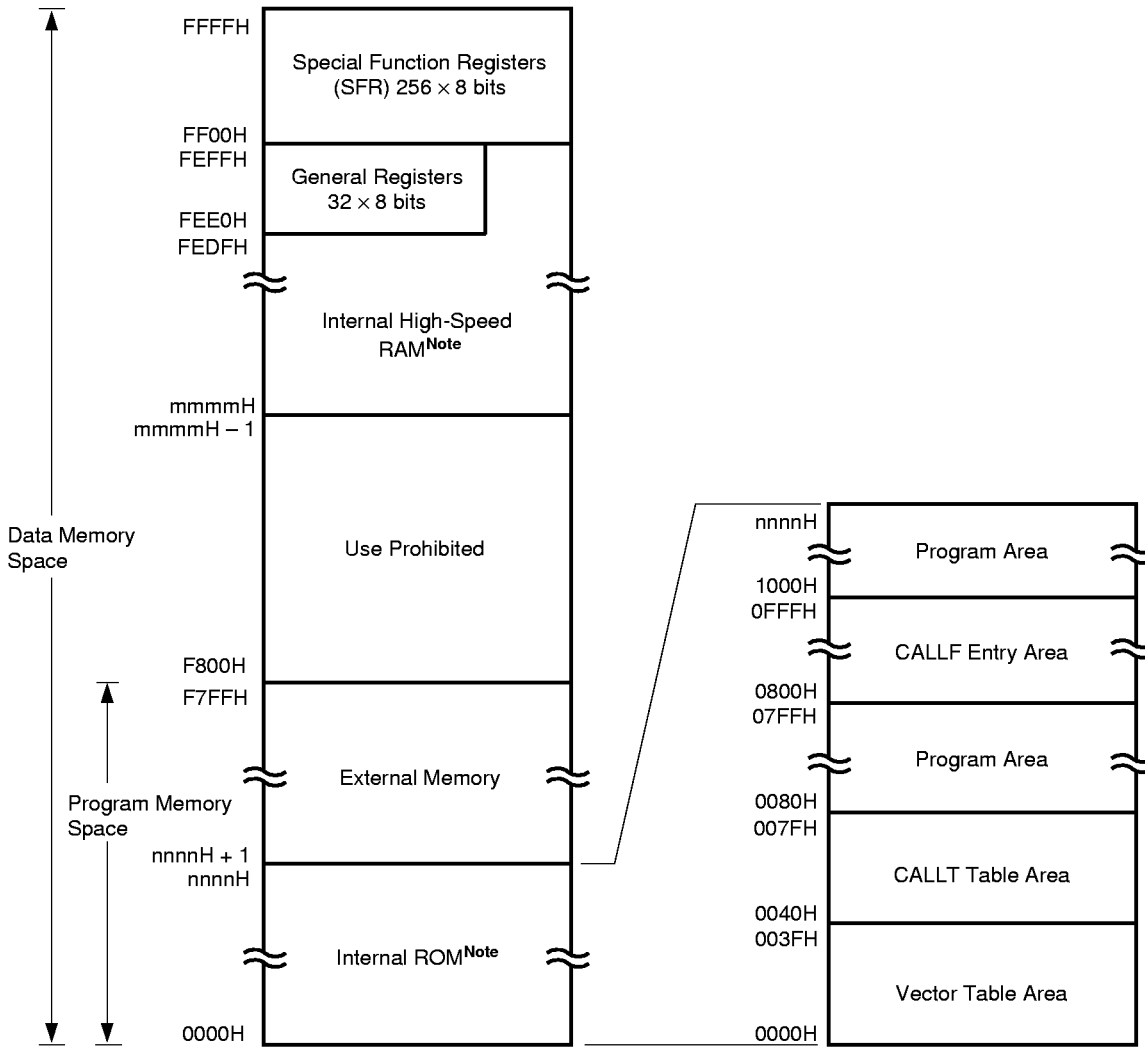 FFFFH
Special Function Registers
(SFR) 256 × 8 bits
FF00H
FEFFH
General Registers
32 × 8 bits
FEE0H
FEDFH
Internal High-Speed
RAMNote
mmmmH
mmmmH – 1
Data Memory
Space
Use Prohibited
F800H
F7FFH
External Memory
Program Memory
Space
nnnnH + 1
nnnnH
Internal ROMNote
0000H
nnnnH
Program Area
1000H
0FFFH
CALLF Entry Area
0800H
07FFH
Program Area
0080H
007FH
CALLT Table Area
0040H
003FH
Vector Table Area
0000H